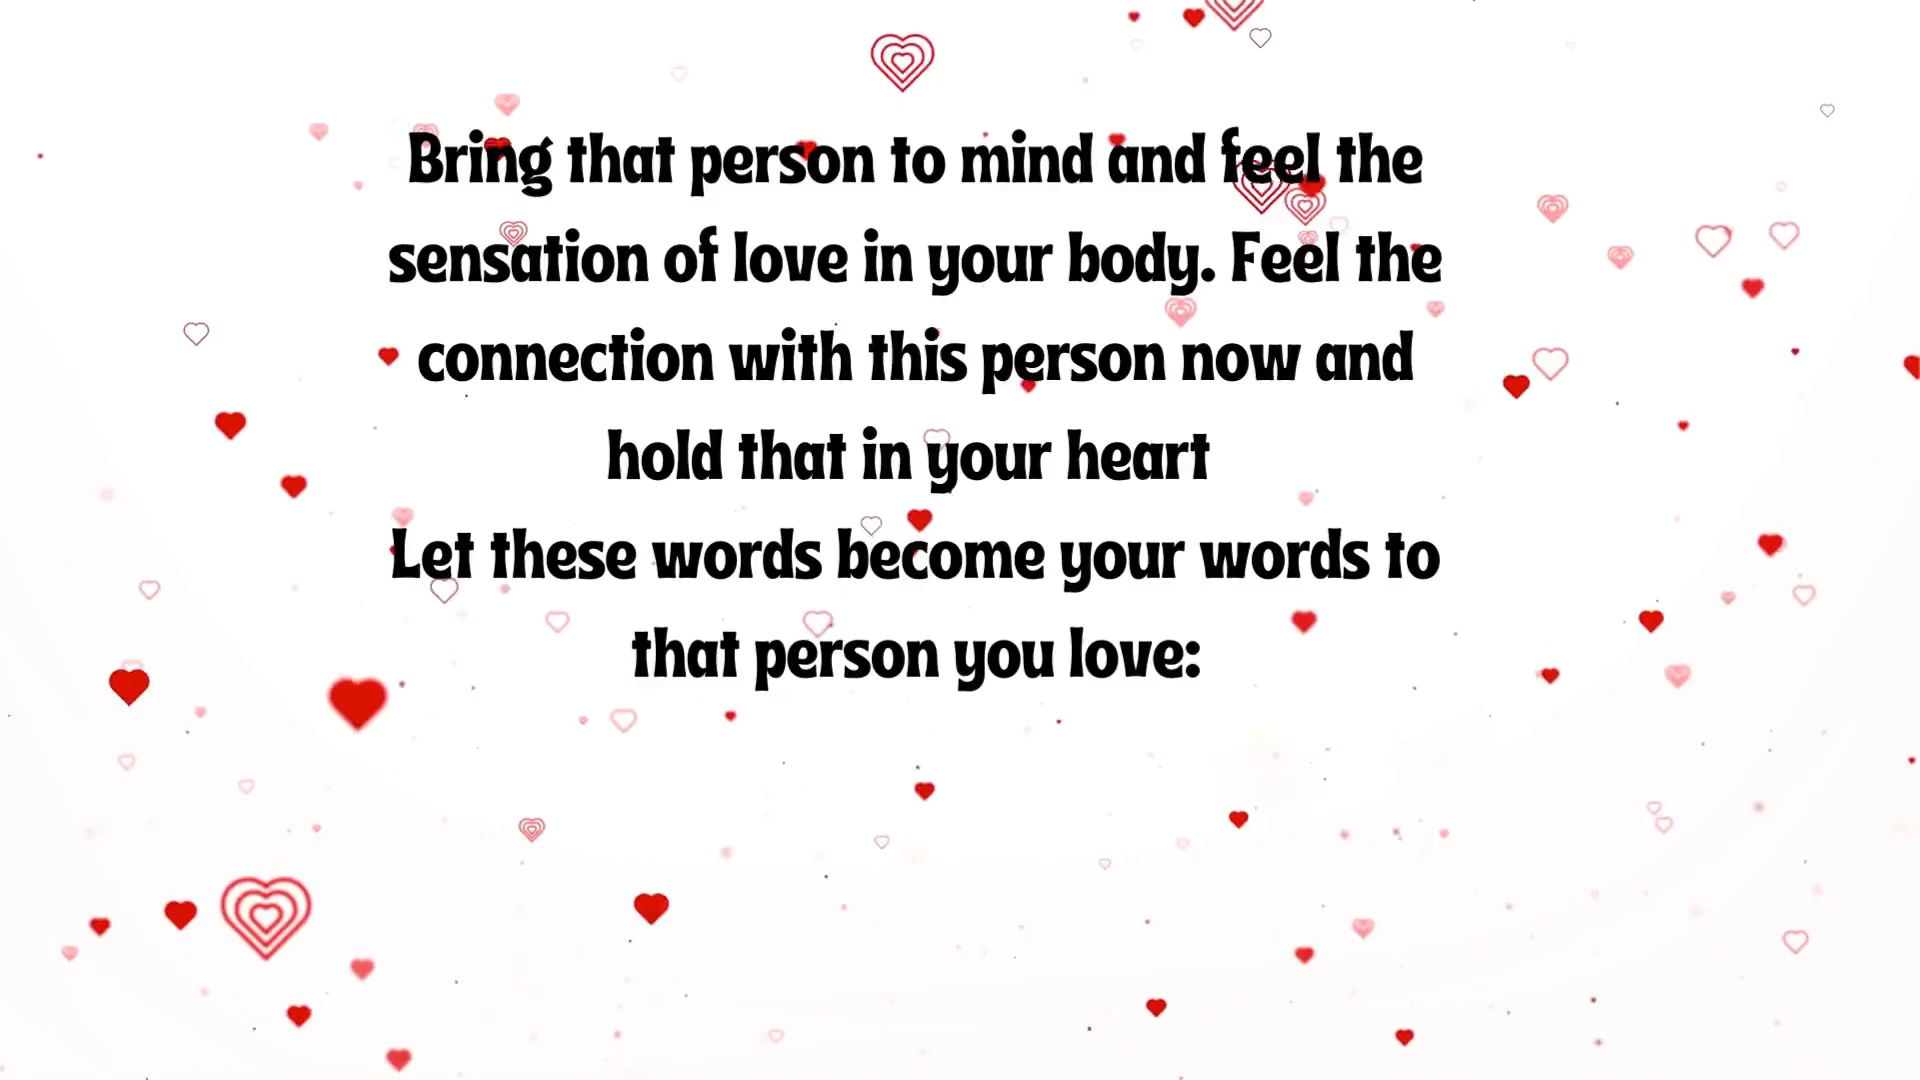 Bring that person to mind and feel the
sensation of love in your body. Feel the
connection with this person now and
hold that in your heart
Let these words become your words to
that person you love: